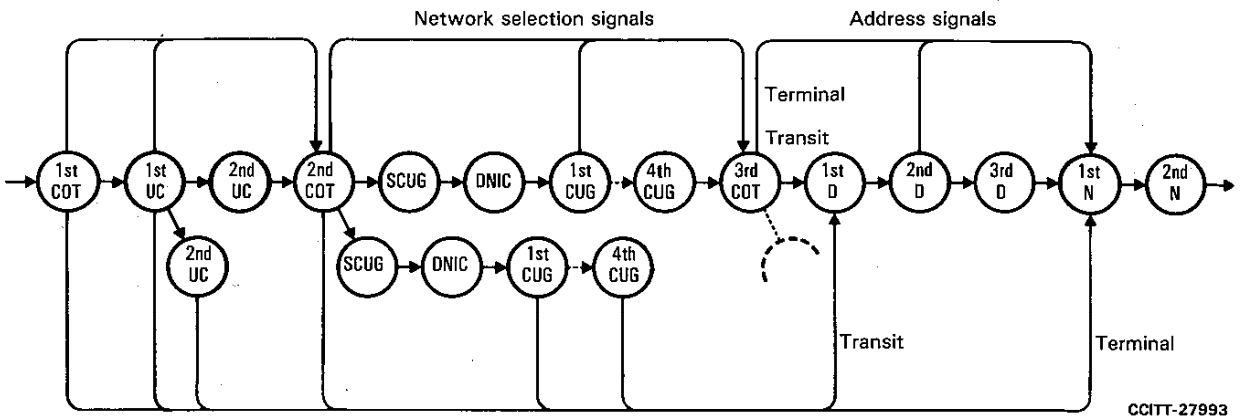 Network selection signals
Address signals
Terminal
Transit
1st
COT
1st
UC
2nd
UC
2nd
COT
SCUG
DNIC
1st
CUG
4th
CUG
3rd
COT
1st
D
2nd
D
3rd
D
1st
N
2nd
N
2nd
UC
SCUG
DNIC
1st
CUG
4th
CUG
Transit
Terminal
CCITT-27993